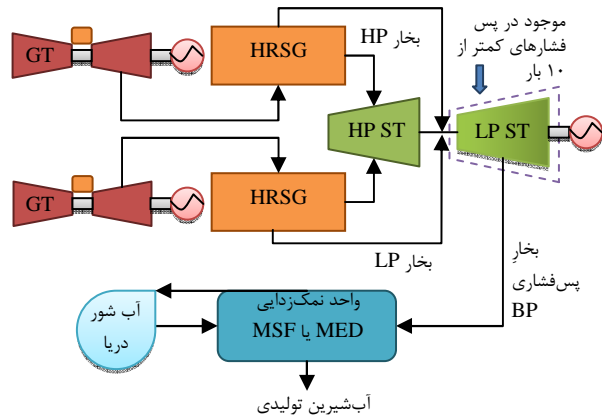 موجود در پس
فشارهای کمتر از
۱۰ بار
GT
HRSG
بخار HP
HP ST
LP ST
GT
HRSG
بخار LP
بخارِ
پس‌فشاری
BP
آب شور
دریا
واحد نمک‌زدایی
MSF یا MED
آب‌شیرین تولیدی